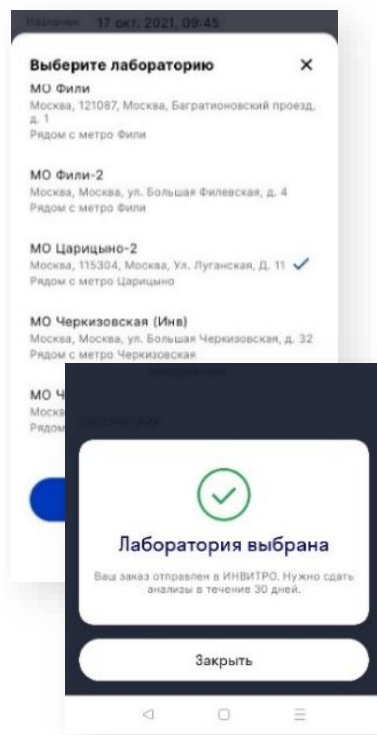 Назначен 17 окт. 2021, 09:45
Выберите лабораторию
МО Фили
Москва, 121087, Москва, Багратионовский проезд,
д. 1
Рядом с метро Фили
МО Фили-2
Москва, Москва, ул. Большая Филевская, д. 4
Рядом с метро Фили
МО Царицыно-2
Москва, 115304, Москва, Ул. Луганская, Д. 11
Рядом с метро Царицыно
МО Черкизовская (Инв)
Москва, Москва, ул. Большая Черкизовская, д. 32
Рядом с метро Черкизовская
МО Ч
Москв
Рядом
Лаборатория выбрана
Ваш заказ отправлен в ИНВИТРО. Нужно сдать
анализы в течение 30 дней.
Закрыть